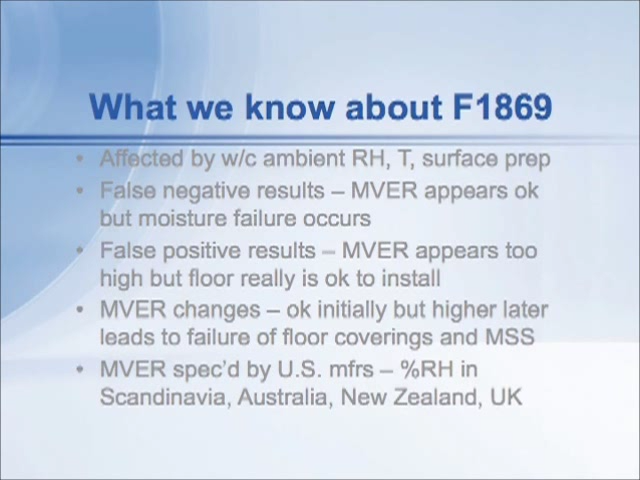 What we know about F1869
• Affected by w/c ambient RH, T, surface prep
• False negative results – MVER appears ok
but moisture failure occurs
• False positive results – MVER appears too
high but floor really is ok to install
• MVER changes – ok initially but higher later
leads to failure of floor coverings and MSS
• MVER spec’d by U.S. mfrs – %RH in
Scandinavia, Australia, New Zealand, UK